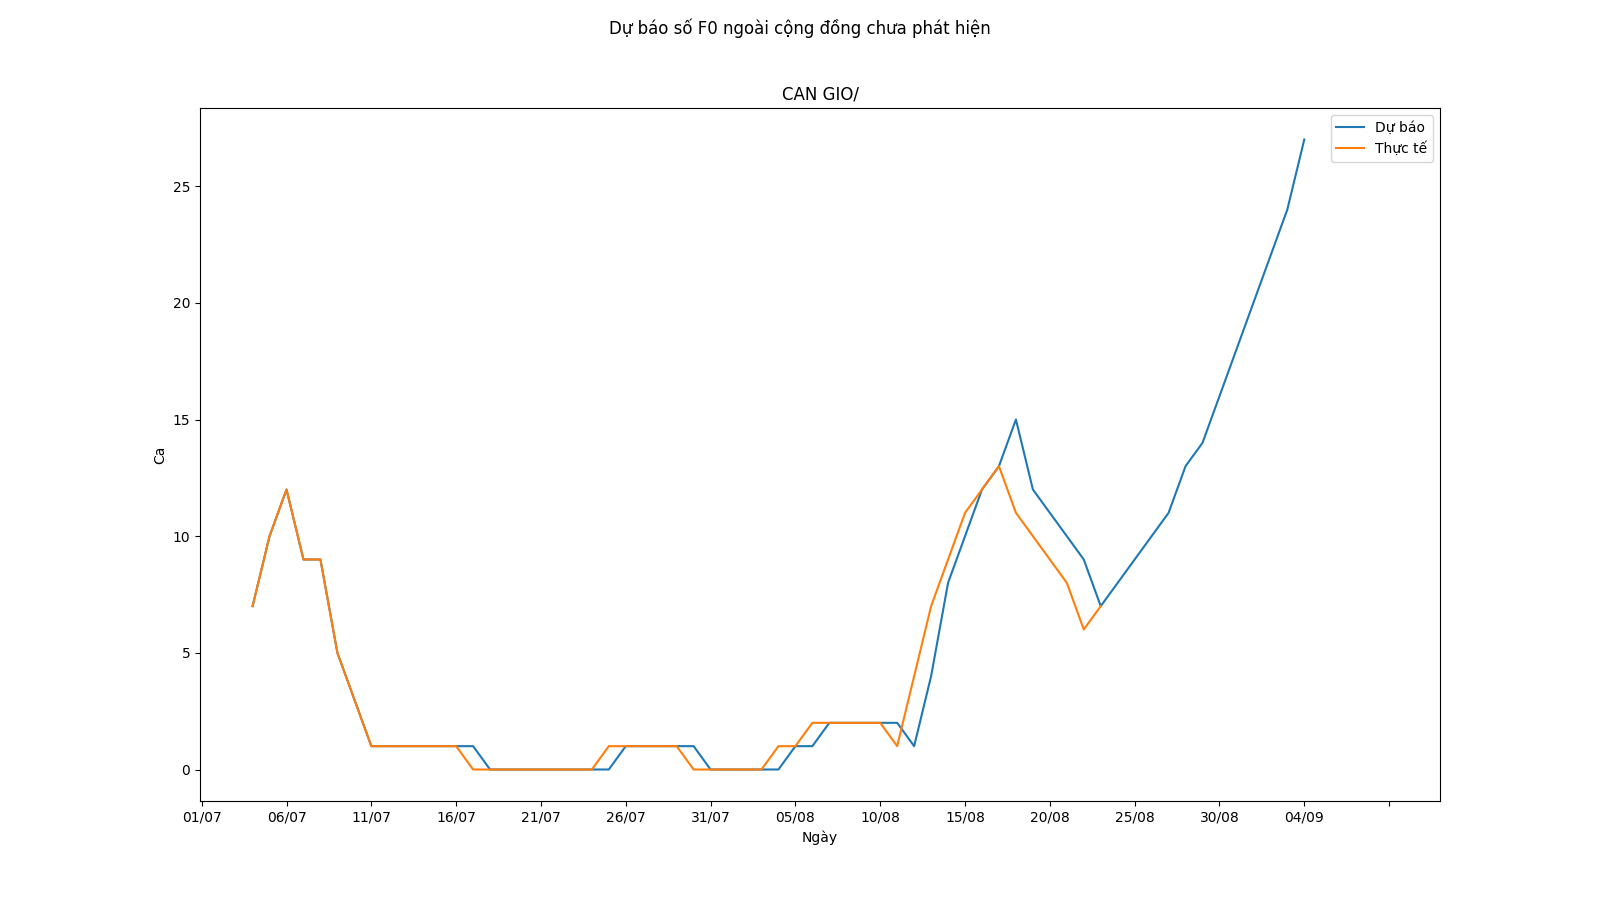 Dự báo số F0 ngoài cộng đồng chưa phát hiện
CAN GIO/
Dự báo
Thực tế
25
20
15
10
5
0
Ca
01/07 06/07 11/07 16/07 21/07 26/07 31/07 05/08 10/08 15/08 20/08 25/08 30/08 04/09
Ngày